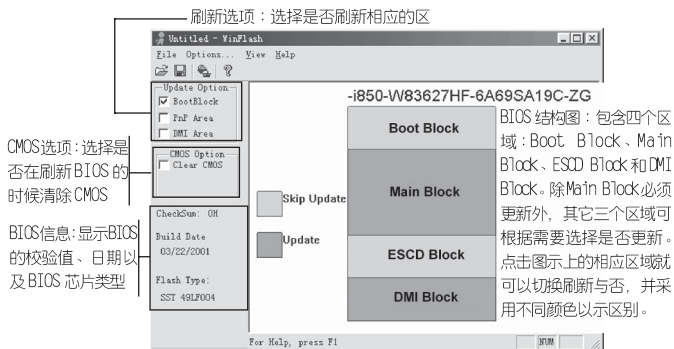 刷新选项：选择是否刷新相应的区
Untitled - WinFlash
File Options... View Help
Update Option
BootBlock
PnP Area
DMI Area
CMOS Option
Clear CMOS
CheckSum: 0H
Build Date
03/22/2001
Flash Type:
SST 49LF004
CMOS选项：选择是
否在刷新BIOS的
时候清除CMOS
BIOS信息:显示BIOS
的校验值、日期以
及BIOS芯片类型
Skip Update
Update
-i850-W83627HF-6A69SA19C-ZG
Boot Block
Main Block
ESCD Block
DMI Block
BIOS结构图：包含四个区
域：Boot Block、Main
Block、ESCD Block和DMI
Block。除Main Block必须
更新外，其它三个区域可
根据需要选择是否更新。
点击图示上的相应区域就
可以切换刷新与否，并采
用不同颜色以示区别。
For Help, press F1
NUM